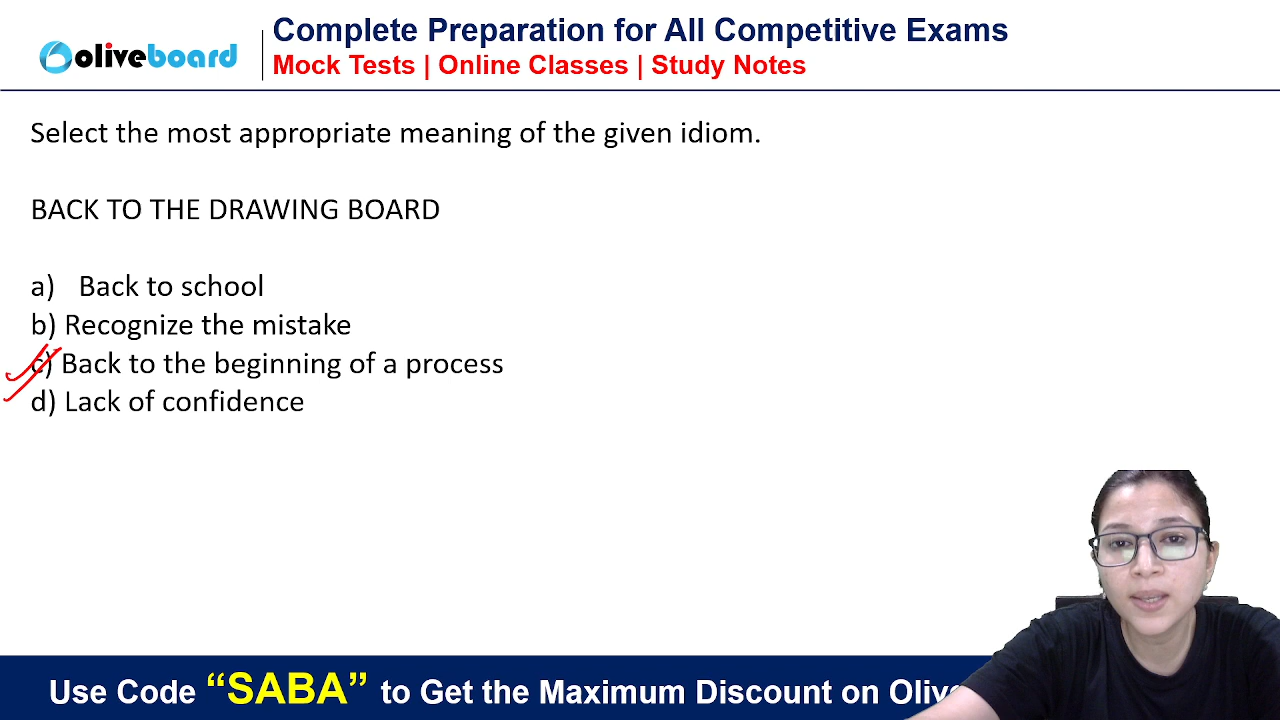 oliveboard
Complete Preparation for All Competitive Exams
Mock Tests | Online Classes | Study Notes
Select the most appropriate meaning of the given idiom.
BACK TO THE DRAWING BOARD
a) Back to school
b) Recognize the mistake
c) Back to the beginning of a process
d) Lack of confidence
Use Code “SABA” to Get the Maximum Discount on